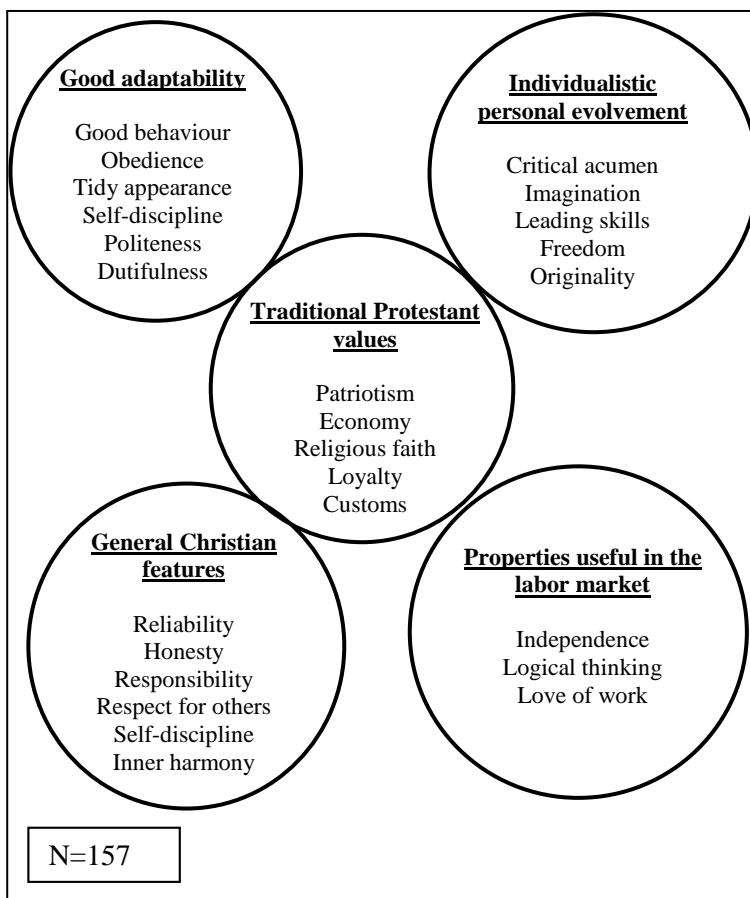 Good adaptability
Good behaviour
Obedience
Tidy appearance
Self-discipline
Politeness
Dutifulness
Individualistic
personal evolvement
Critical acumen
Imagination
Leading skills
Freedom
Originality
Traditional Protestant
values
Patriotism
Economy
Religious faith
Loyalty
Customs
General Christian
features
Reliability
Honesty
Responsibility
Respect for others
Self-discipline
Inner harmony
Properties useful in the
labor market
Independence
Logical thinking
Love of work
N=157